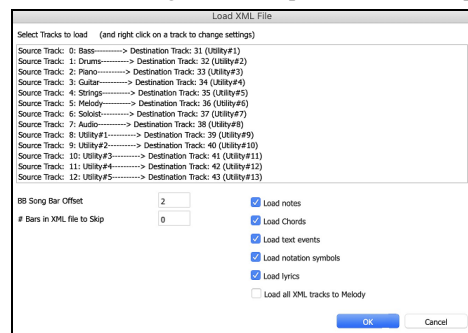 Load XML File
Select Tracks to load (and right click on a track to change settings)
Source Track: 0: Bass----------> Destination Track: 31 (Utility#1)
Source Track: 1: Drums----------> Destination Track: 32 (Utility#2)
Source Track: 2: Piano----------> Destination Track: 33 (Utility#3)
Source Track: 3: Guitar----------> Destination Track: 34 (Utility#4)
Source Track: 4: Strings----------> Destination Track: 35 (Utility#5)
Source Track: 5: Melody----------> Destination Track: 36 (Utility#6)
Source Track: 6: Soloist----------> Destination Track: 37 (Utility#7)
Source Track: 7: Audio----------> Destination Track: 38 (Utility#8)
Source Track: 8: Utility#1----------> Destination Track: 39 (Utility#9)
Source Track: 9: Utility#2----------> Destination Track: 40 (Utility#10)
Source Track: 10: Utility#3----------> Destination Track: 41 (Utility#11)
Source Track: 11: Utility#4----------> Destination Track: 42 (Utility#12)
Source Track: 12: Utility#5----------> Destination Track: 43 (Utility#13)
BB Song Bar Offset 2
# Bars in XML file to Skip 0
Load notes
Load Chords
Load text events
Load notation symbols
Load lyrics
Load all XML tracks to Melody
OK Cancel